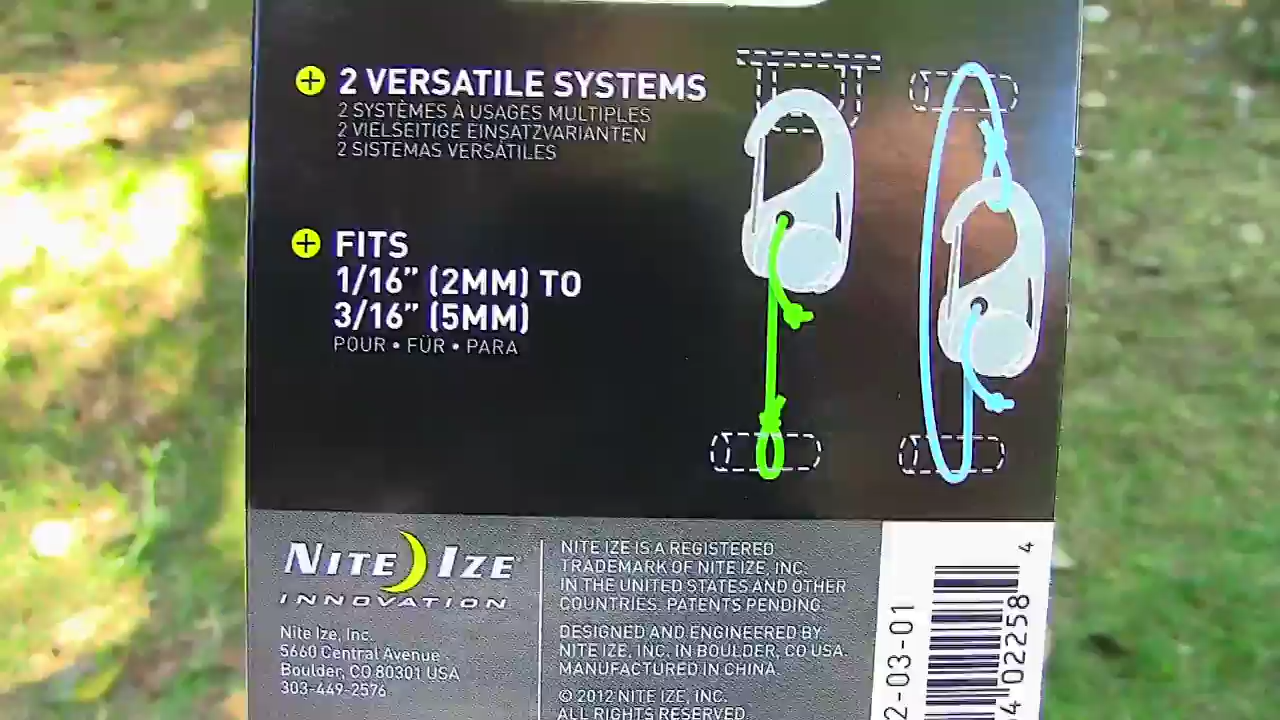 2 VERSATILE SYSTEMS
2 SYSTÈMES À USAGES MULTIPLES
2 VIELSEITIGE EINSATZVARIANTEN
2 SISTEMAS VERSÁTILES
FITS
1/16” (2MM) TO
3/16” (5MM)
POUR • FÜR • PARA
NITE IZE
INNOVATION
Nite Ize, Inc.
5660 Central Avenue
Boulder, CO 80301 USA
303-449-2576
NITE IZE IS A REGISTERED
TRADEMARK OF NITE IZE, INC.
IN THE UNITED STATES AND OTHER
COUNTRIES. PATENTS PENDING.
DESIGNED AND ENGINEERED BY
NITE IZE, INC. IN BOULDER, CO USA.
MANUFACTURED IN CHINA.
© 2012 NITE IZE, INC.
ALL RIGHTS RESERVED.
2-03-01
4 02258 4